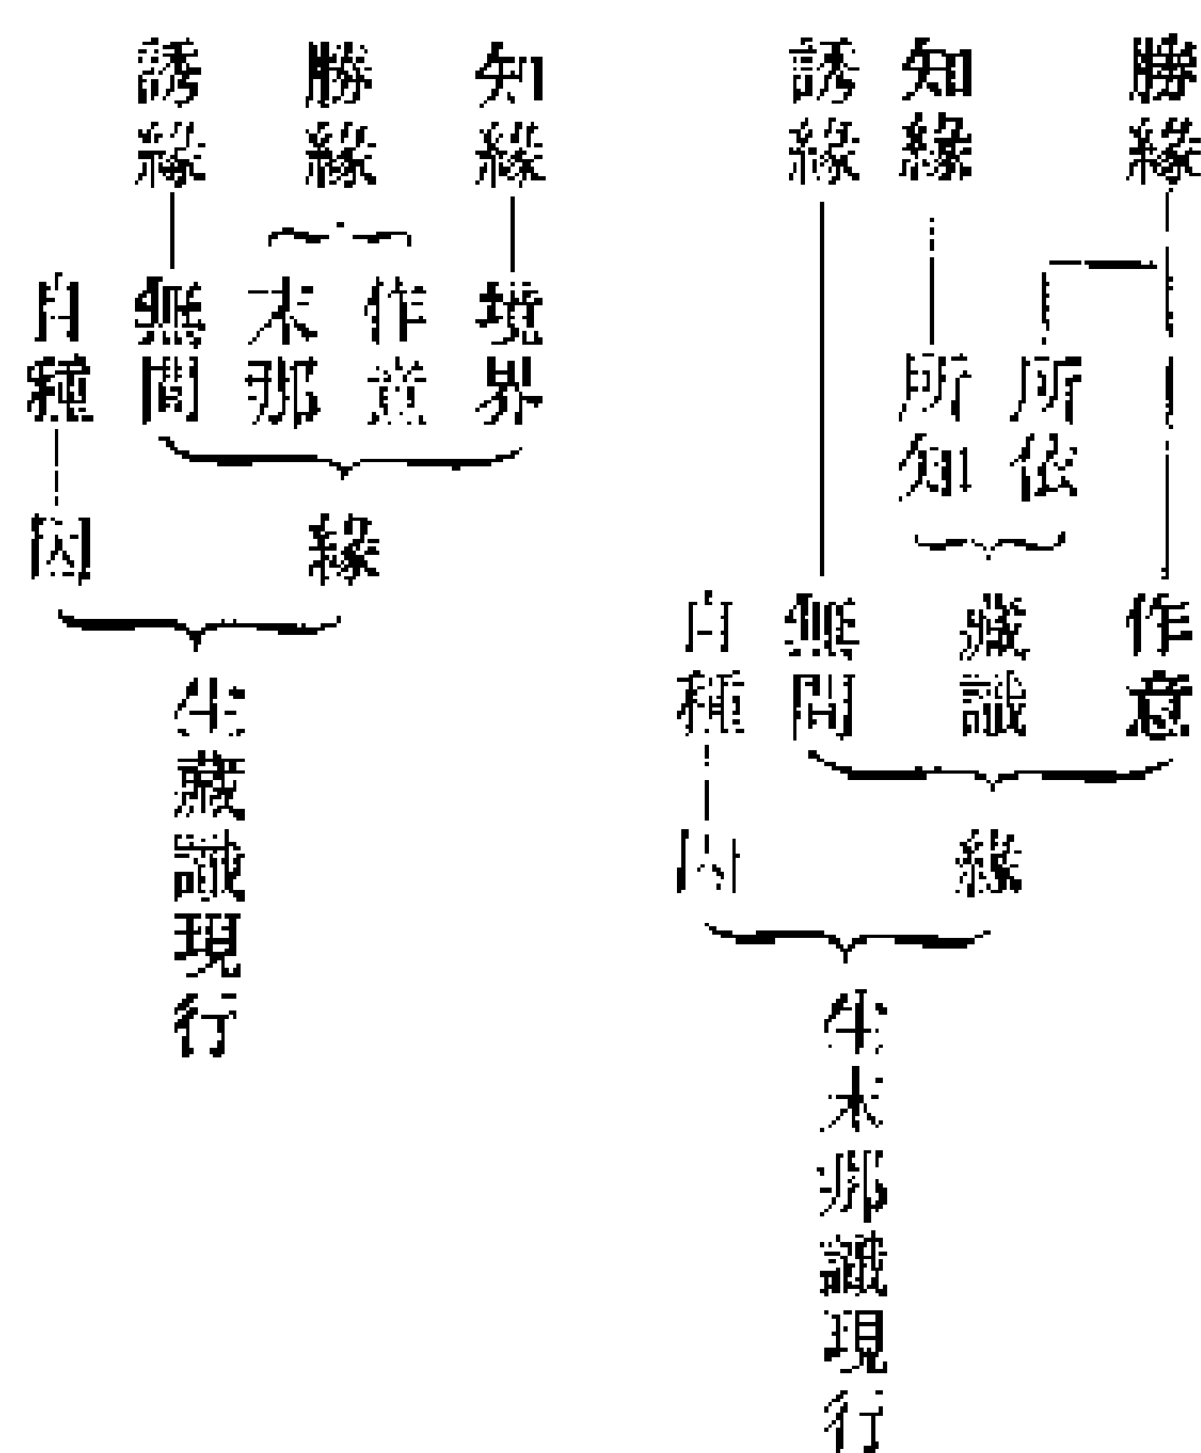 勝緣
知緣
誘緣
所依
所知
作意
藏識
無間
自種
緣
因
生末那識現行
知緣
勝緣
誘緣
境界
作意
末那
無間
自種
緣
因
生藏識現行